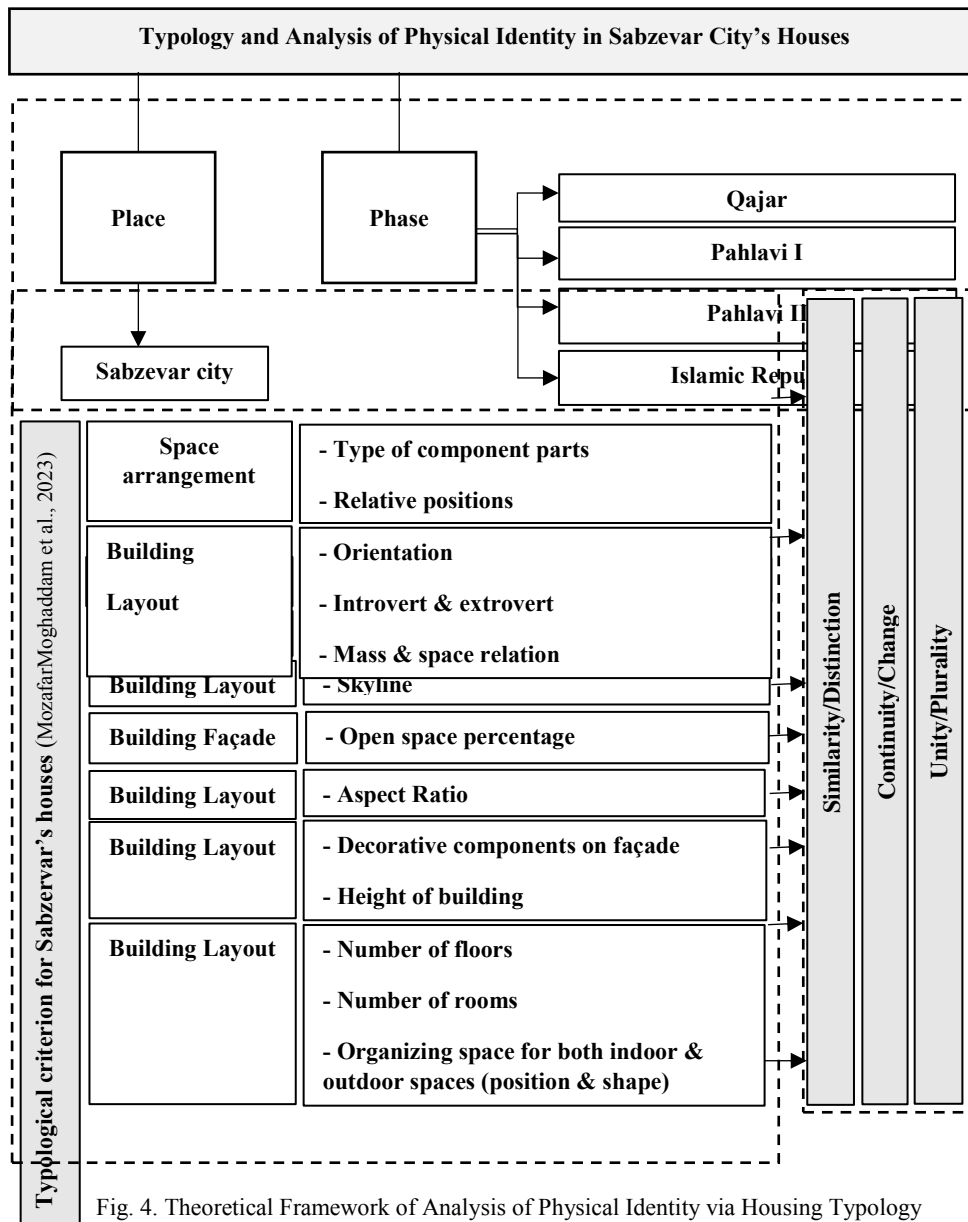 Typology and Analysis of Physical Identity in Sabzevar City's Houses
Place
Phase
Qajar
Pahlavi I
Pahlavi II
Islamic Repu
Sabzevar city
Typological criterion for Sabzervar's houses (MozafarMoghaddam et al., 2023)
Space
arrangement
- Type of component parts
- Relative positions
Building
Layout
- Orientation
- Introvert & extrovert
- Mass & space relation
Building Layout
- Skyline
Building Façade
- Open space percentage
Building Layout
- Aspect Ratio
Building Layout
- Decorative components on façade
- Height of building
Building Layout
- Number of floors
- Number of rooms
- Organizing space for both indoor &
outdoor spaces (position & shape)
Similarity/Distinction
Continuity/Change
Unity/Plurality
Fig. 4. Theoretical Framework of Analysis of Physical Identity via Housing Typology